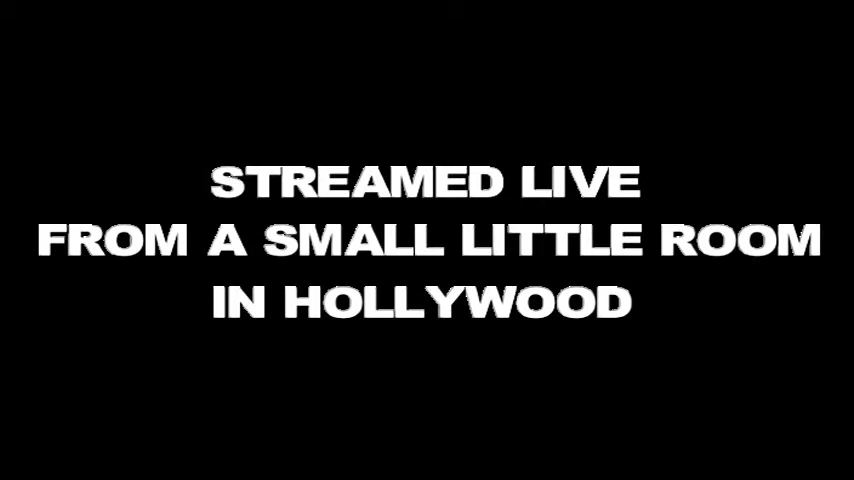 STREAMED LIVE
FROM A SMALL LITTLE ROOM
IN HOLLYWOOD